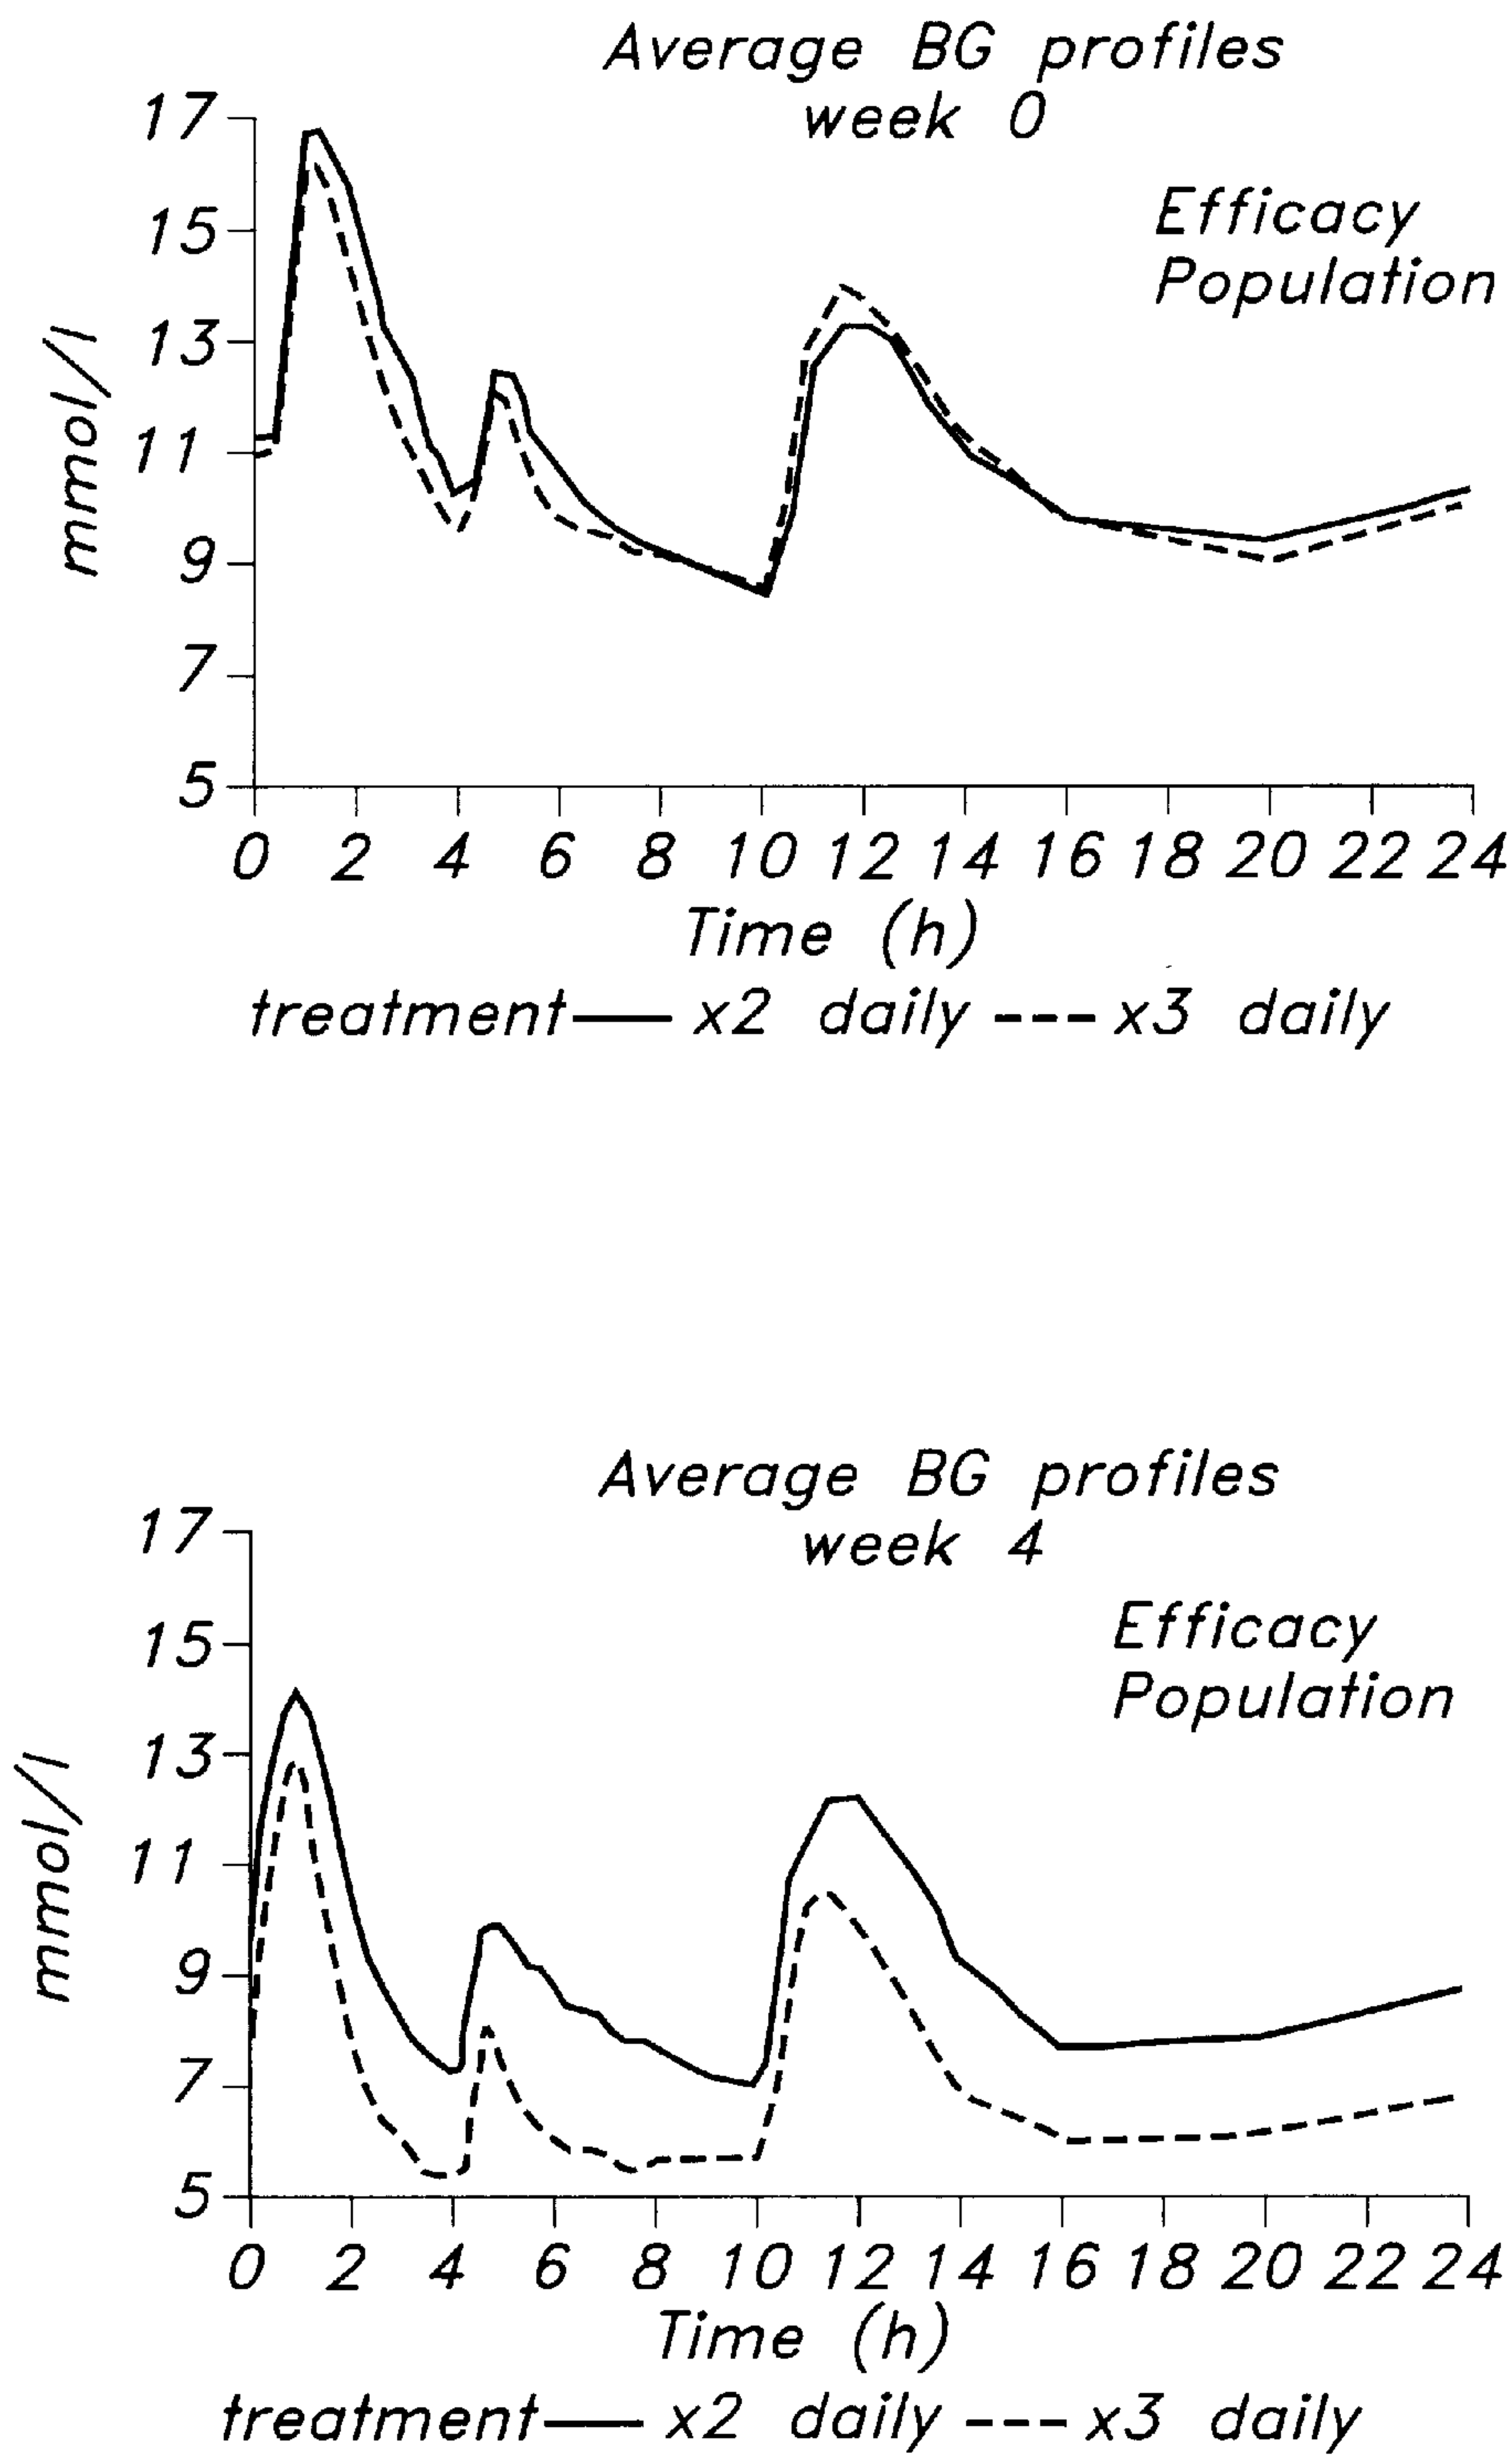 Average BG profiles
week 0
Efficacy
Population
mmol/l
17
15
13
11
9
7
5
0 2 4 6 8 10 12 14 16 18 20 22 24
Time (h)
treatment x2 daily x3 daily
Average BG profiles
week 4
Efficacy
Population
mmol/l
17
15
13
11
9
7
5
0 2 4 6 8 10 12 14 16 18 20 22 24
Time (h)
treatment x2 daily x3 daily